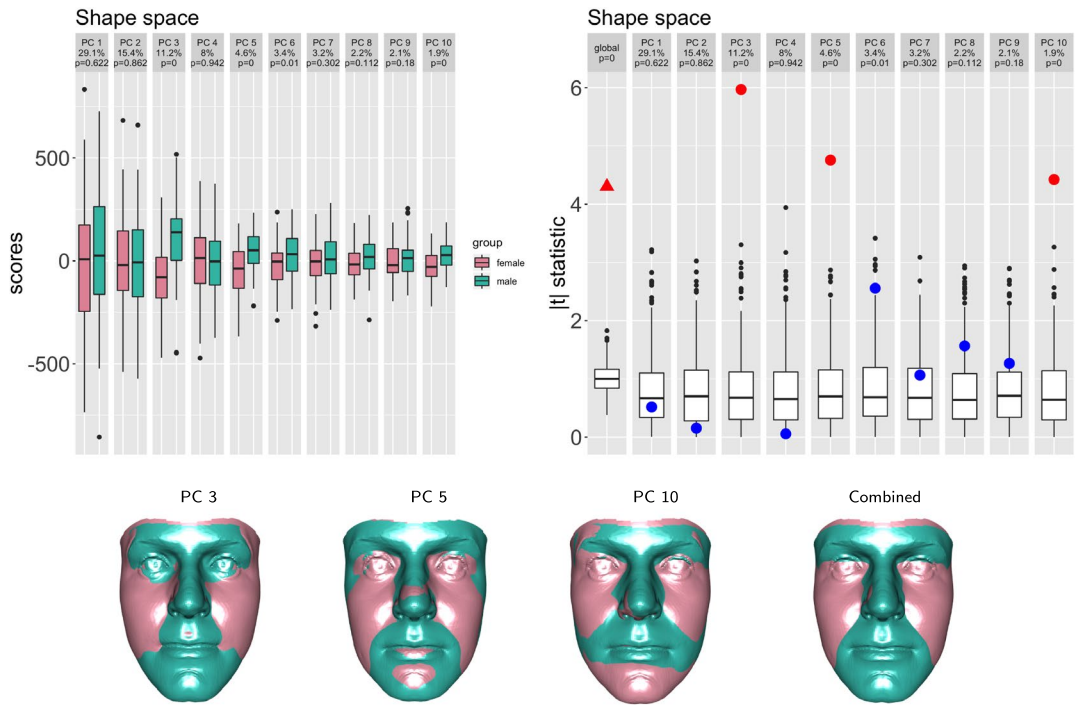 Shape space
PC 1 PC 2 PC 3 PC 4 PC 5 PC 6 PC 7 PC 8 PC 9 PC 10
29.1% 15.4% 11.2% 8% 4.6% 3.4% 3.2% 2.2% 2.1% 1.9%
p=0.622 p=0.862 p=0 p=0.942 p=0 p=0.01 p=0.302 p=0.112 p=0.18 p=0
500
0
-500
scores
group
female
male
Shape space
global PC 1 PC 2 PC 3 PC 4 PC 5 PC 6 PC 7 PC 8 PC 9 PC 10
p=0 29.1% 15.4% 11.2% 8% 4.6% 3.4% 3.2% 2.2% 2.1% 1.9%
p=0.622 p=0.862 p=0 p=0.942 p=0 p=0.01 p=0.302 p=0.112 p=0.18 p=0
6
4
2
0
|t| statistic
PC 3 PC 5 PC 10 Combined